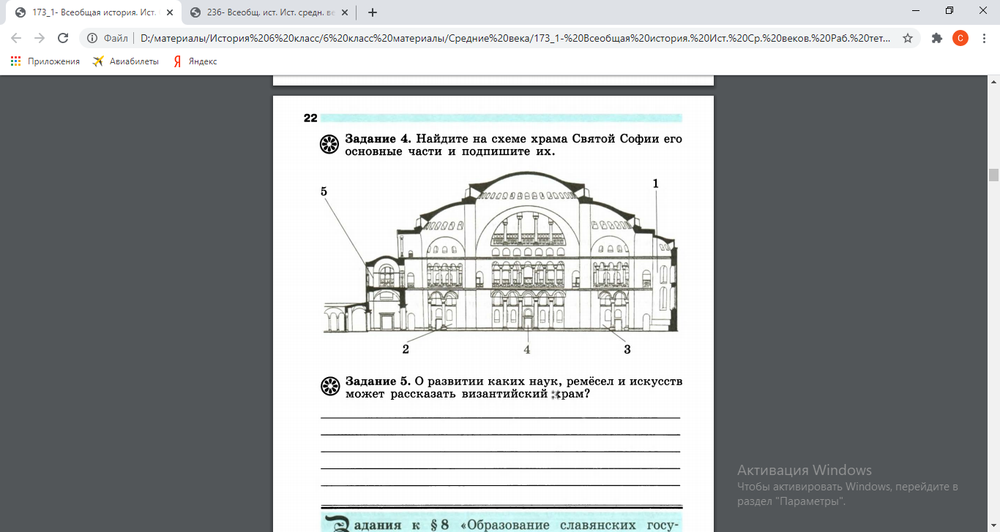 173_1- Всеобщая история. Ист.
236- Всеобщ. ист. Ист. средн. ве
Файл
D:/материалы/История%206%20класс/6%20класс%20материалы/Средние%20века/173_1-%20Всеобщая%20история.%20Ист.%20Ср.%20веков.%20Раб.%20тет...
С
Приложения
Авиабилеты
Яндекс
22
Задание 4. Найдите на схеме храма Святой Софии его
основные части и подпишите их.
5
1
2
4
3
Задание 5. О развитии каких наук, ремёсел и искусств
может рассказать византийский храм?
Активация Windows
Чтобы активировать Windows, перейдите в
раздел "Параметры".
Задания к § 8 «Образование славянских госу-